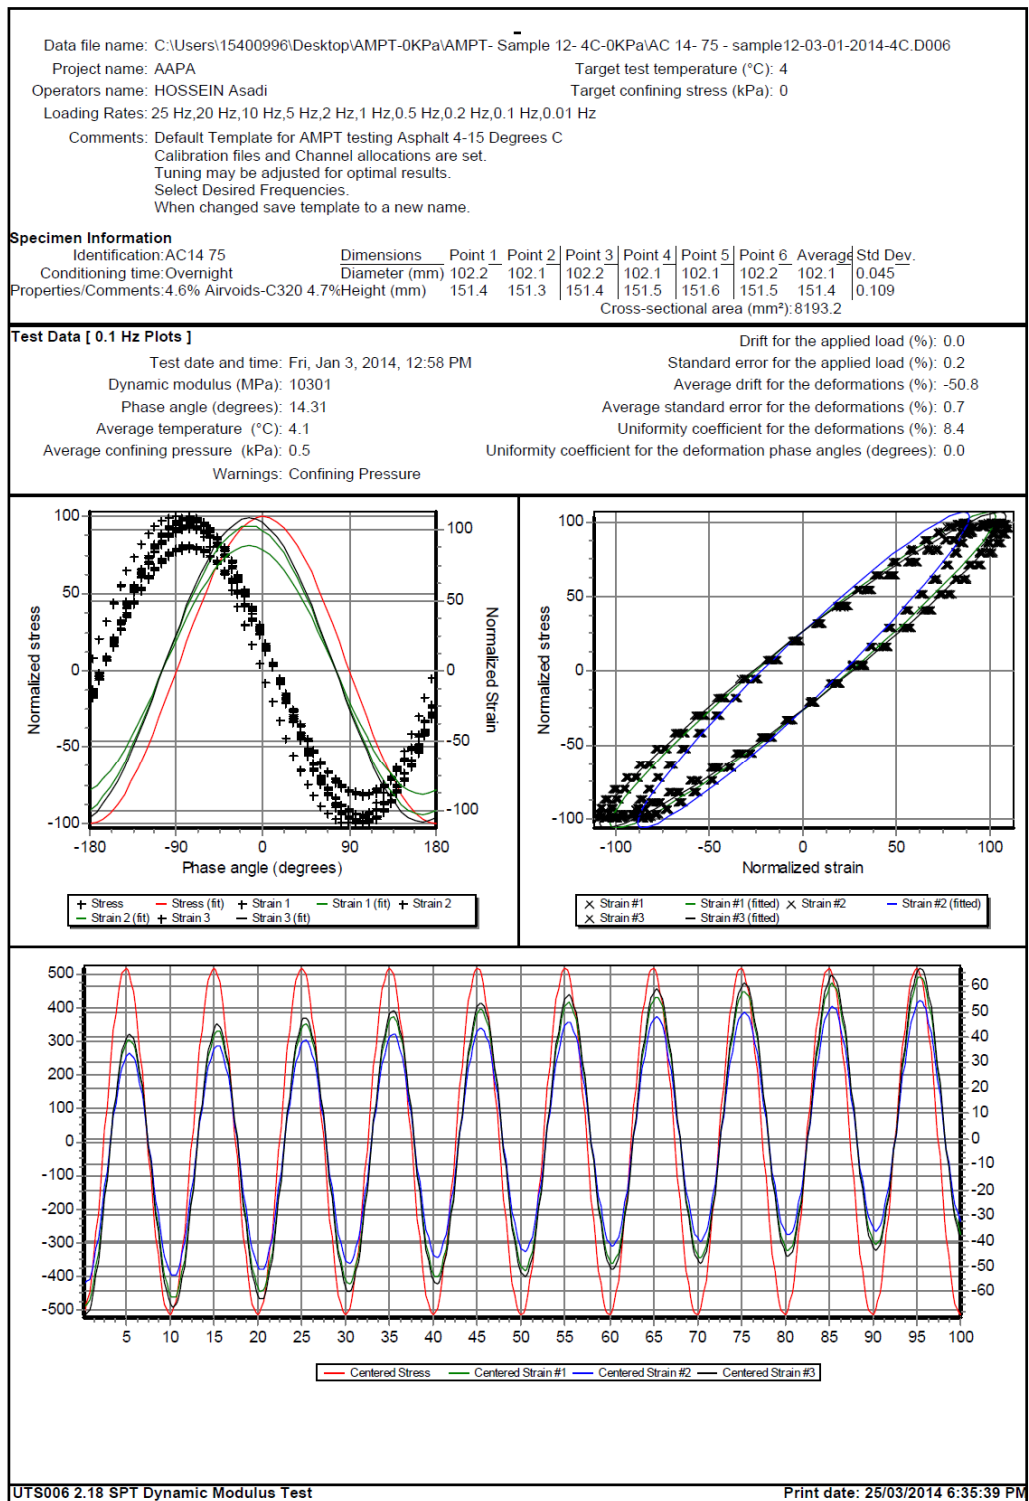 Data file name: C:\Users\15400996\Desktop\AMPT-0KPa\AMPT- Sample 12- 4C-0KPa\AC 14- 75 - sample12-03-01-2014-4C.D006
Project name: AAPA Target test temperature (°C): 4
Operators name: HOSSEIN Asadi Target confining stress (kPa): 0
Loading Rates: 25 Hz,20 Hz,10 Hz,5 Hz,2 Hz,1 Hz,0.5 Hz,0.2 Hz,0.1 Hz,0.01 Hz
Comments: Default Template for AMPT testing Asphalt 4-15 Degrees C
Calibration files and Channel allocations are set.
Tuning may be adjusted for optimal results.
Select Desired Frequencies.
When changed save template to a new name.
Specimen Information
Identification: AC14 75 Dimensions Point 1 Point 2 Point 3 Point 4 Point 5 Point 6 Average Std Dev.
Conditioning time: Overnight Diameter (mm) 102.2 102.1 102.2 102.1 102.1 102.2 102.1 0.045
Properties/Comments: 4.6% Airvoids-C320 4.7% Height (mm) 151.4 151.3 151.4 151.5 151.6 151.5 151.4 0.109
Cross-sectional area (mm²): 8193.2
Test Data [ 0.1 Hz Plots ] Drift for the applied load (%): 0.0
Test date and time: Fri, Jan 3, 2014, 12:58 PM Standard error for the applied load (%): 0.2
Dynamic modulus (MPa): 10301 Average drift for the deformations (%): -50.8
Phase angle (degrees): 14.31 Average standard error for the deformations (%): 0.7
Average temperature (°C): 4.1 Uniformity coefficient for the deformations (%): 8.4
Average confining pressure (kPa): 0.5 Uniformity coefficient for the deformation phase angles (degrees): 0.0
Warnings: Confining Pressure
100 50 0 -50 -100
Normalized stress
100 50 0 -50 -100
Normalized Strain
-180 -90 0 90 180
Phase angle (degrees)
Stress Stress (fit) Strain 1 Strain 1 (fit) Strain 2
Strain 2 (fit) Strain 3 Strain 3 (fit)
100 50 0 -50 -100
Normalized stress
-100 -50 0 50 100
Normalized strain
Strain #1 Strain #1 (fitted) Strain #2 Strain #2 (fitted)
Strain #3 Strain #3 (fitted)
500 400 300 200 100 0 -100 -200 -300 -400 -500
60 50 40 30 20 10 0 -10 -20 -30 -40 -50 -60
5 10 15 20 25 30 35 40 45 50 55 60 65 70 75 80 85 90 95 100
Centered Stress Centered Strain #1 Centered Strain #2 Centered Strain #3
UTS006 2.18 SPT Dynamic Modulus Test Print date: 25/03/2014 6:35:39 PM